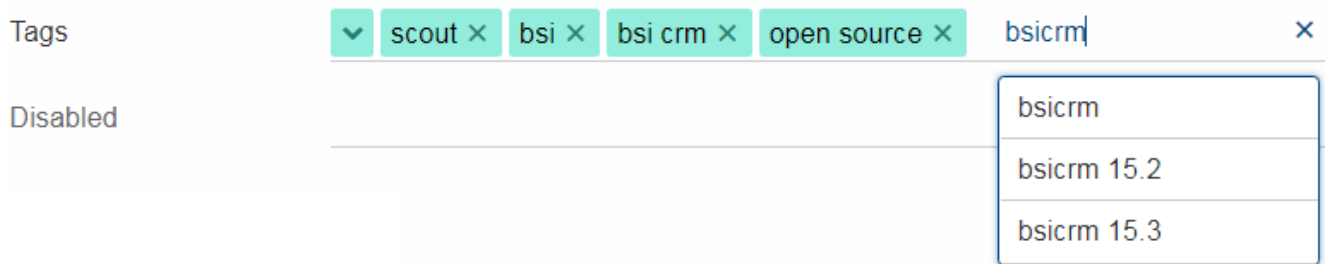 Tags scout × bsi × bsi crm × open source × bsicrm ×
Disabled
bsicrm
bsicrm 15.2
bsicrm 15.3